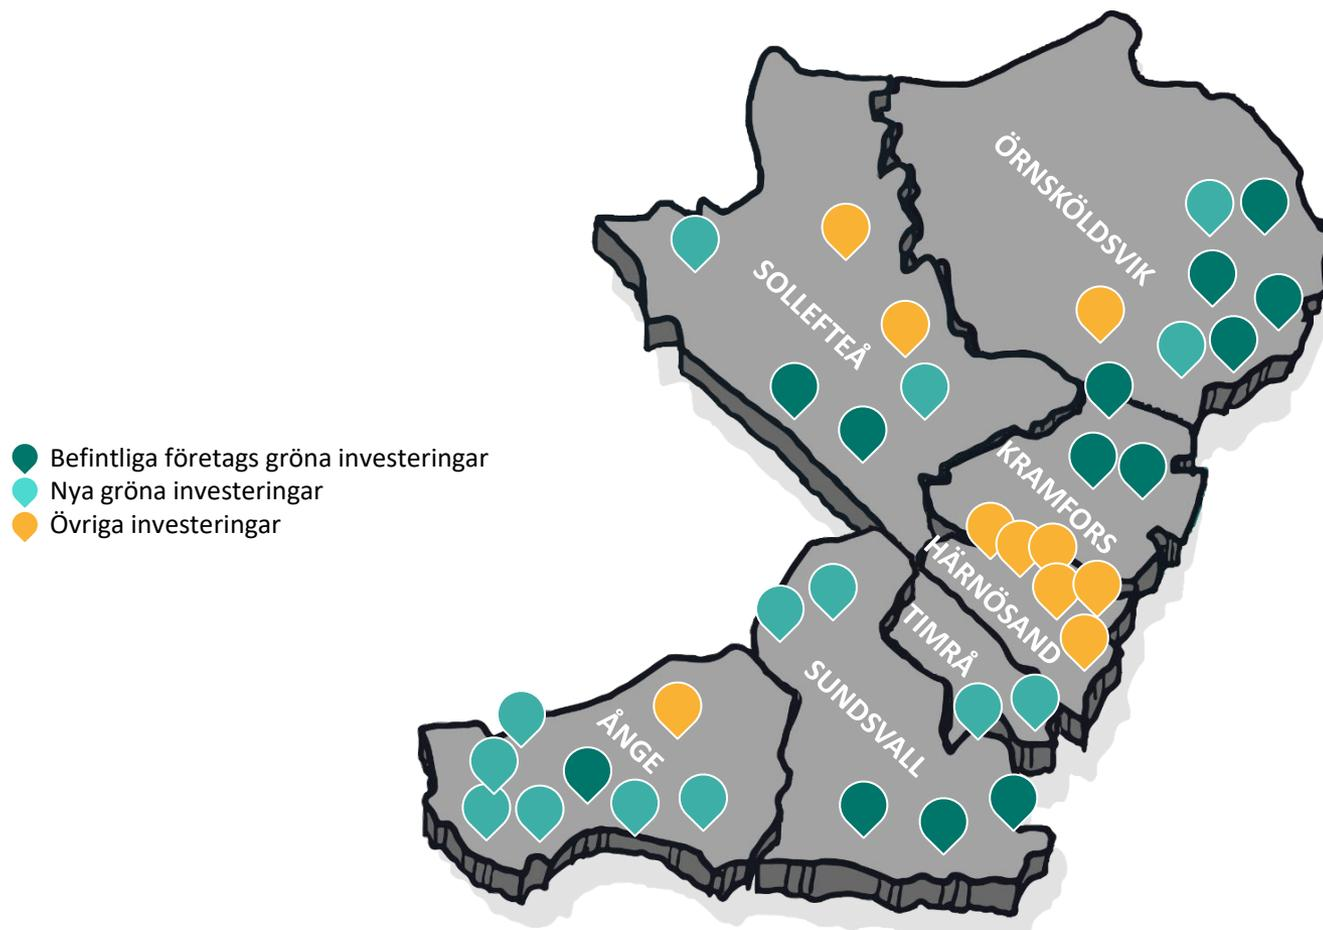 ÖRNSKÖLDSVIK
SOLLEFTEÅ
Befintliga företags gröna investeringar
Nya gröna investeringar
Övriga investeringar
KRAMFORS
HÄRNÖSAND
TIMRÅ
SUNDSVALL
ÅNGE